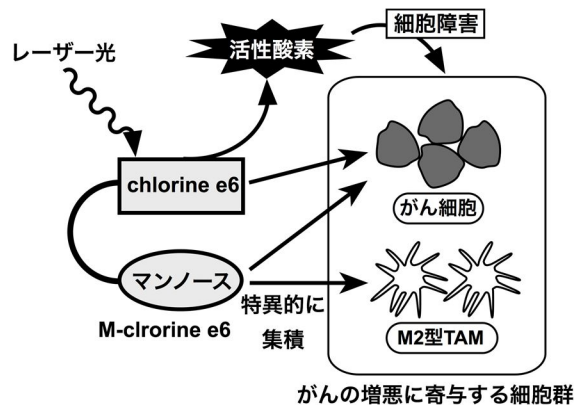 細胞障害
活性酸素
レーザー光
chlorine e6
がん細胞
マンノース
特異的に
集積
M-clrorine e6
M2型TAM
がんの増悪に寄与する細胞群